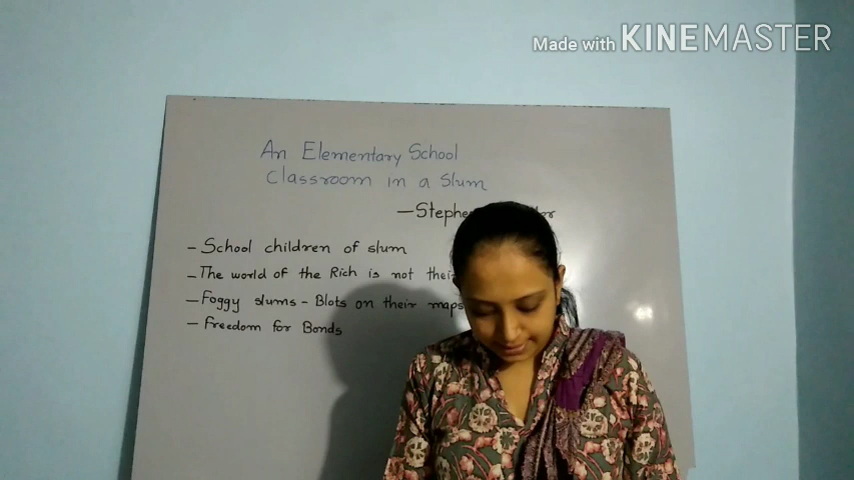 Made with KINEMASTER
An Elementary School
Classroom in a Slum
- School children of slum
- The world of the Rich is not
- Foggy slums - Blots on their maps
- Freedom for Bonds